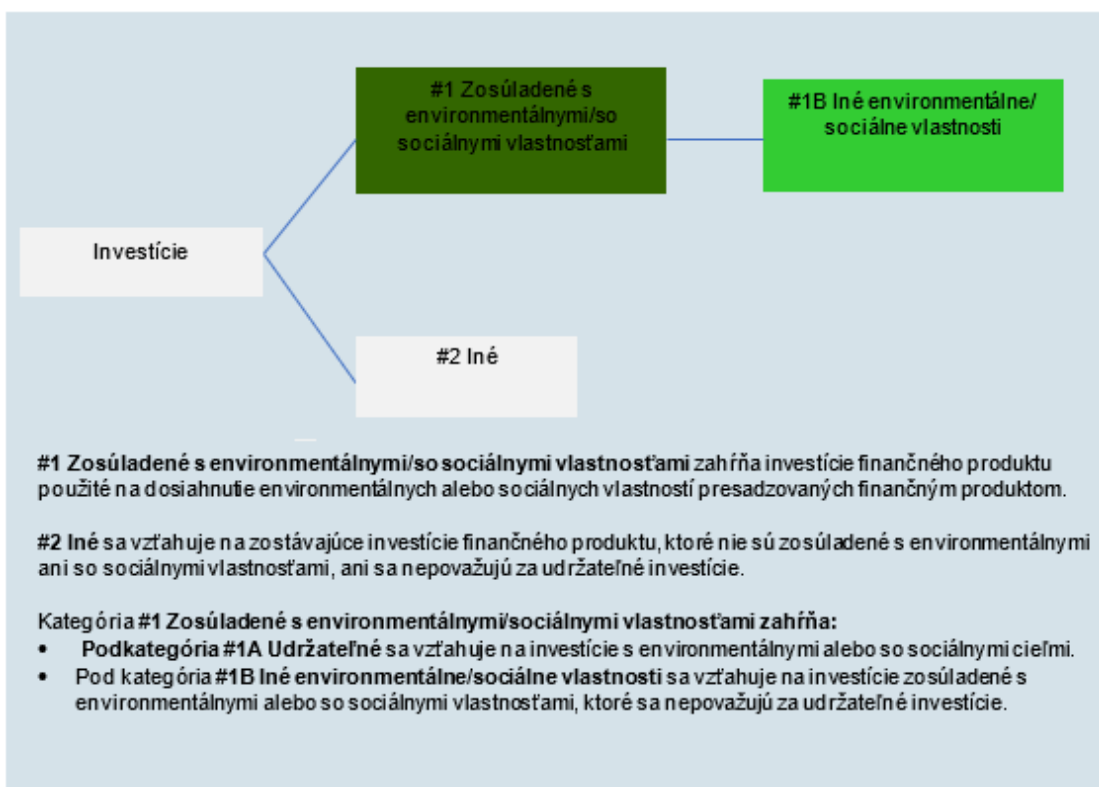 #1 Zosúladené s
environmentálnymi/so
sociálnymi vlastnosťami
#1B Iné environmentálne/
sociálne vlastnosti
Investície
#2 Iné
#1 Zosúladené s environmentálnymi/so sociálnymi vlastnosťami zahŕňa investície finančného produktu
použité na dosiahnutie environmentálnych alebo sociálnych vlastností presadzovaných finančným produktom.
#2 Iné sa vzťahuje na zostávajúce investície finančného produktu, ktoré nie sú zosúladené s environmentálnymi
ani so sociálnymi vlastnosťami, ani sa nepovažujú za udržateľné investície.
Kategória #1 Zosúladené s environmentálnymi/sociálnymi vlastnosťami zahŕňa:
• Podkategória #1A Udržateľné sa vzťahuje na investície s environmentálnymi alebo so sociálnymi cieľmi.
• Pod kategória #1B Iné environmentálne/sociálne vlastnosti sa vzťahuje na investície zosúladené s
environmentálnymi alebo so sociálnymi vlastnosťami, ktoré sa nepovažujú za udržateľné investície.